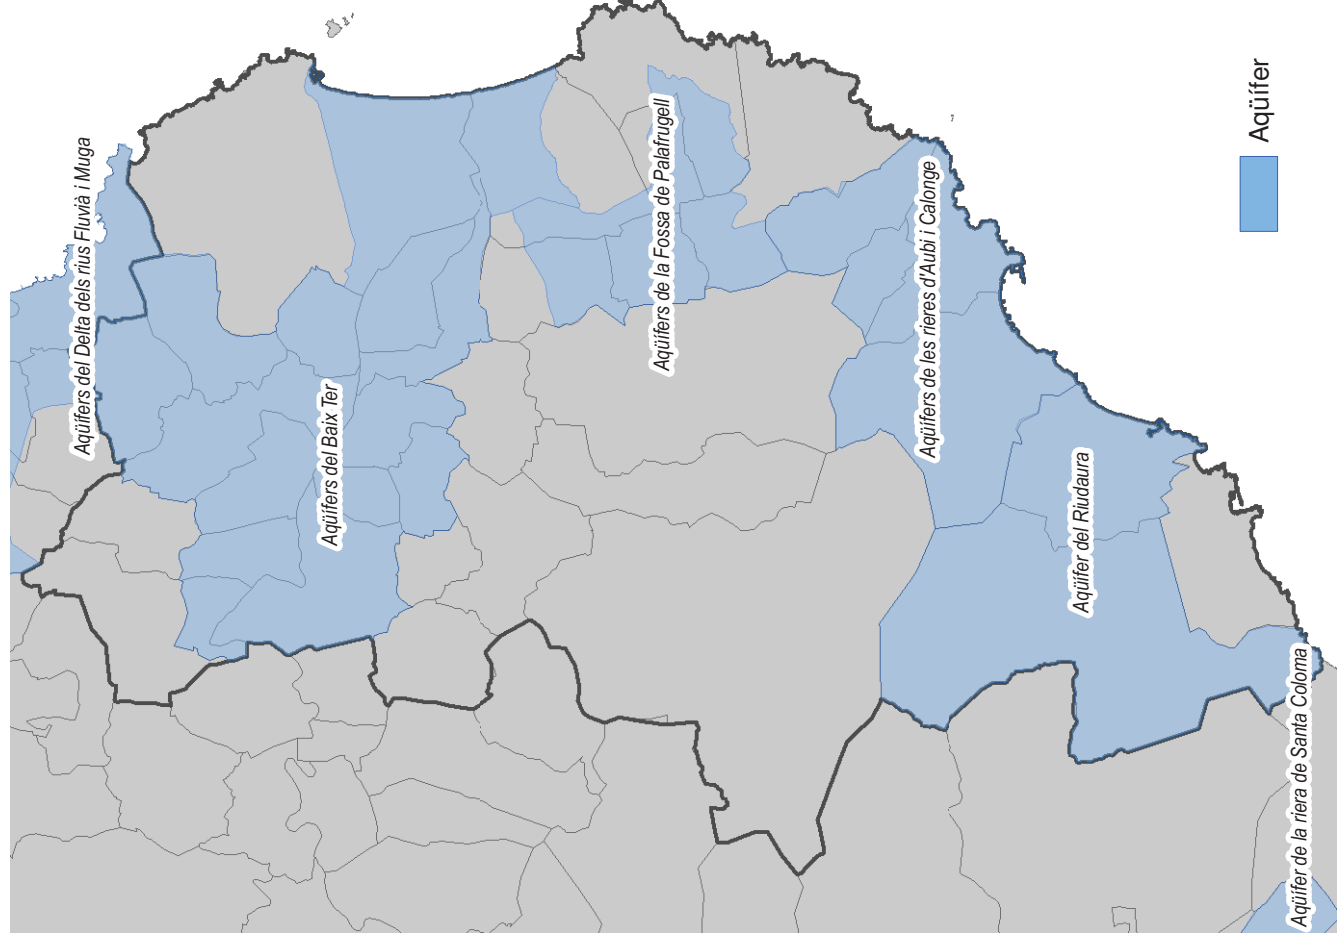 Aqüífers del Delta dels rius Fluvià i Muga
Aqüífers del Baix Ter
Aqüífers de la Fossa de Palafrugell
Aqüífers de les rieres d'Aubi i Calonge
Aqüífer del Riudaura
Aqüífer de la riera de Santa Coloma
Aqüífer